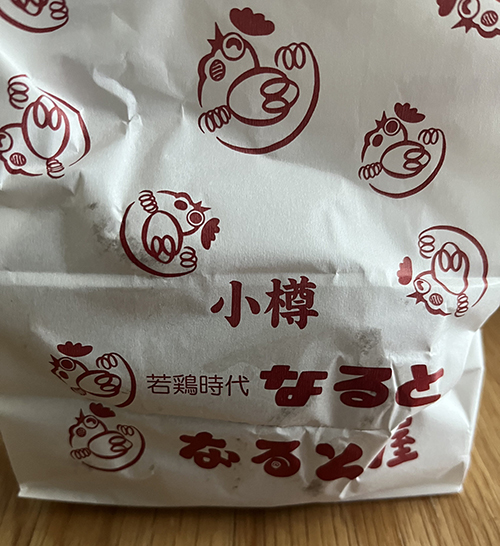 小樽
若鶏時代 なると
なると屋